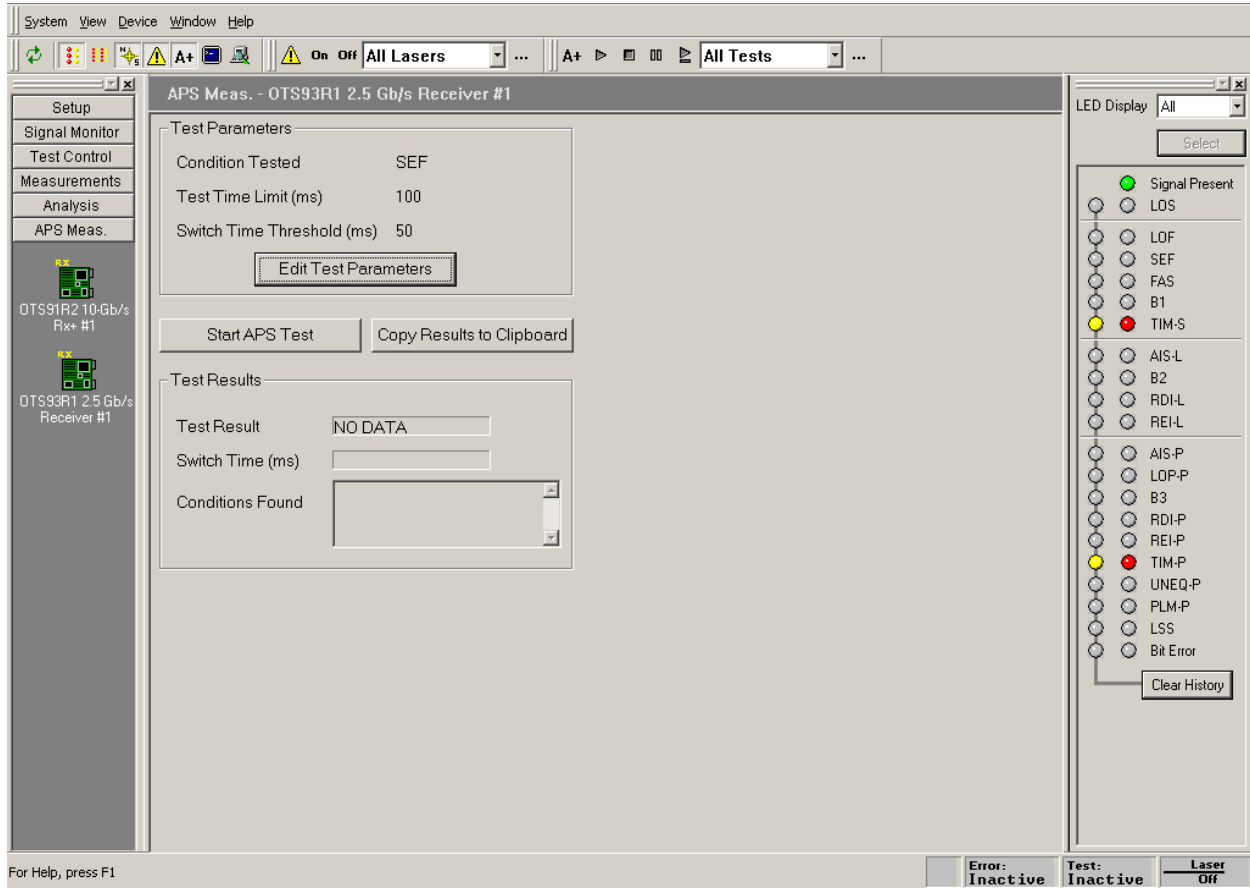 System View Device Window Help
A+ On Off All Lasers ... A+ All Tests ...
Setup
Signal Monitor
Test Control
Measurements
Analysis
APS Meas.
RX
OTS91R2 10-Gb/s
Rx+ #1
RX
OTS93R1 2.5 Gb/s
Receiver #1
APS Meas. - OTS93R1 2.5 Gb/s Receiver #1
Test Parameters
Condition Tested SEF
Test Time Limit (ms) 100
Switch Time Threshold (ms) 50
Edit Test Parameters
Start APS Test Copy Results to Clipboard
Test Results
Test Result NO DATA
Switch Time (ms)
Conditions Found
LED Display All
Select
Signal Present
LOS
LOF
SEF
FAS
B1
TIM-S
AIS-L
B2
RDI-L
REI-L
AIS-P
LOP-P
B3
RDI-P
REI-P
TIM-P
UNEQ-P
PLM-P
LSS
Bit Error
Clear History
For Help, press F1
Error: Inactive
Test: Inactive
Laser Off